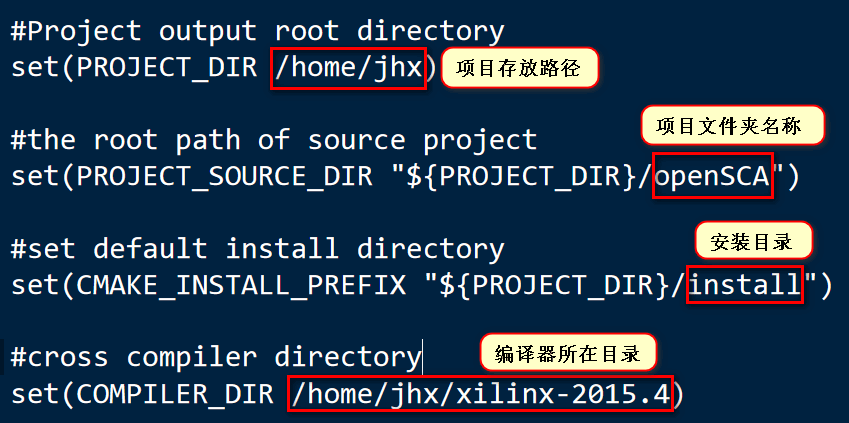 #Project output root directory
set(PROJECT_DIR /home/jhx)
项目存放路径
项目文件夹名称
#the root path of source project
set(PROJECT_SOURCE_DIR "${PROJECT_DIR}/openSCA")
安装目录
#set default install directory
set(CMAKE_INSTALL_PREFIX "${PROJECT_DIR}/install")
编译器所在目录
#cross compiler directory
set(COMPILER_DIR /home/jhx/xilinx-2015.4)